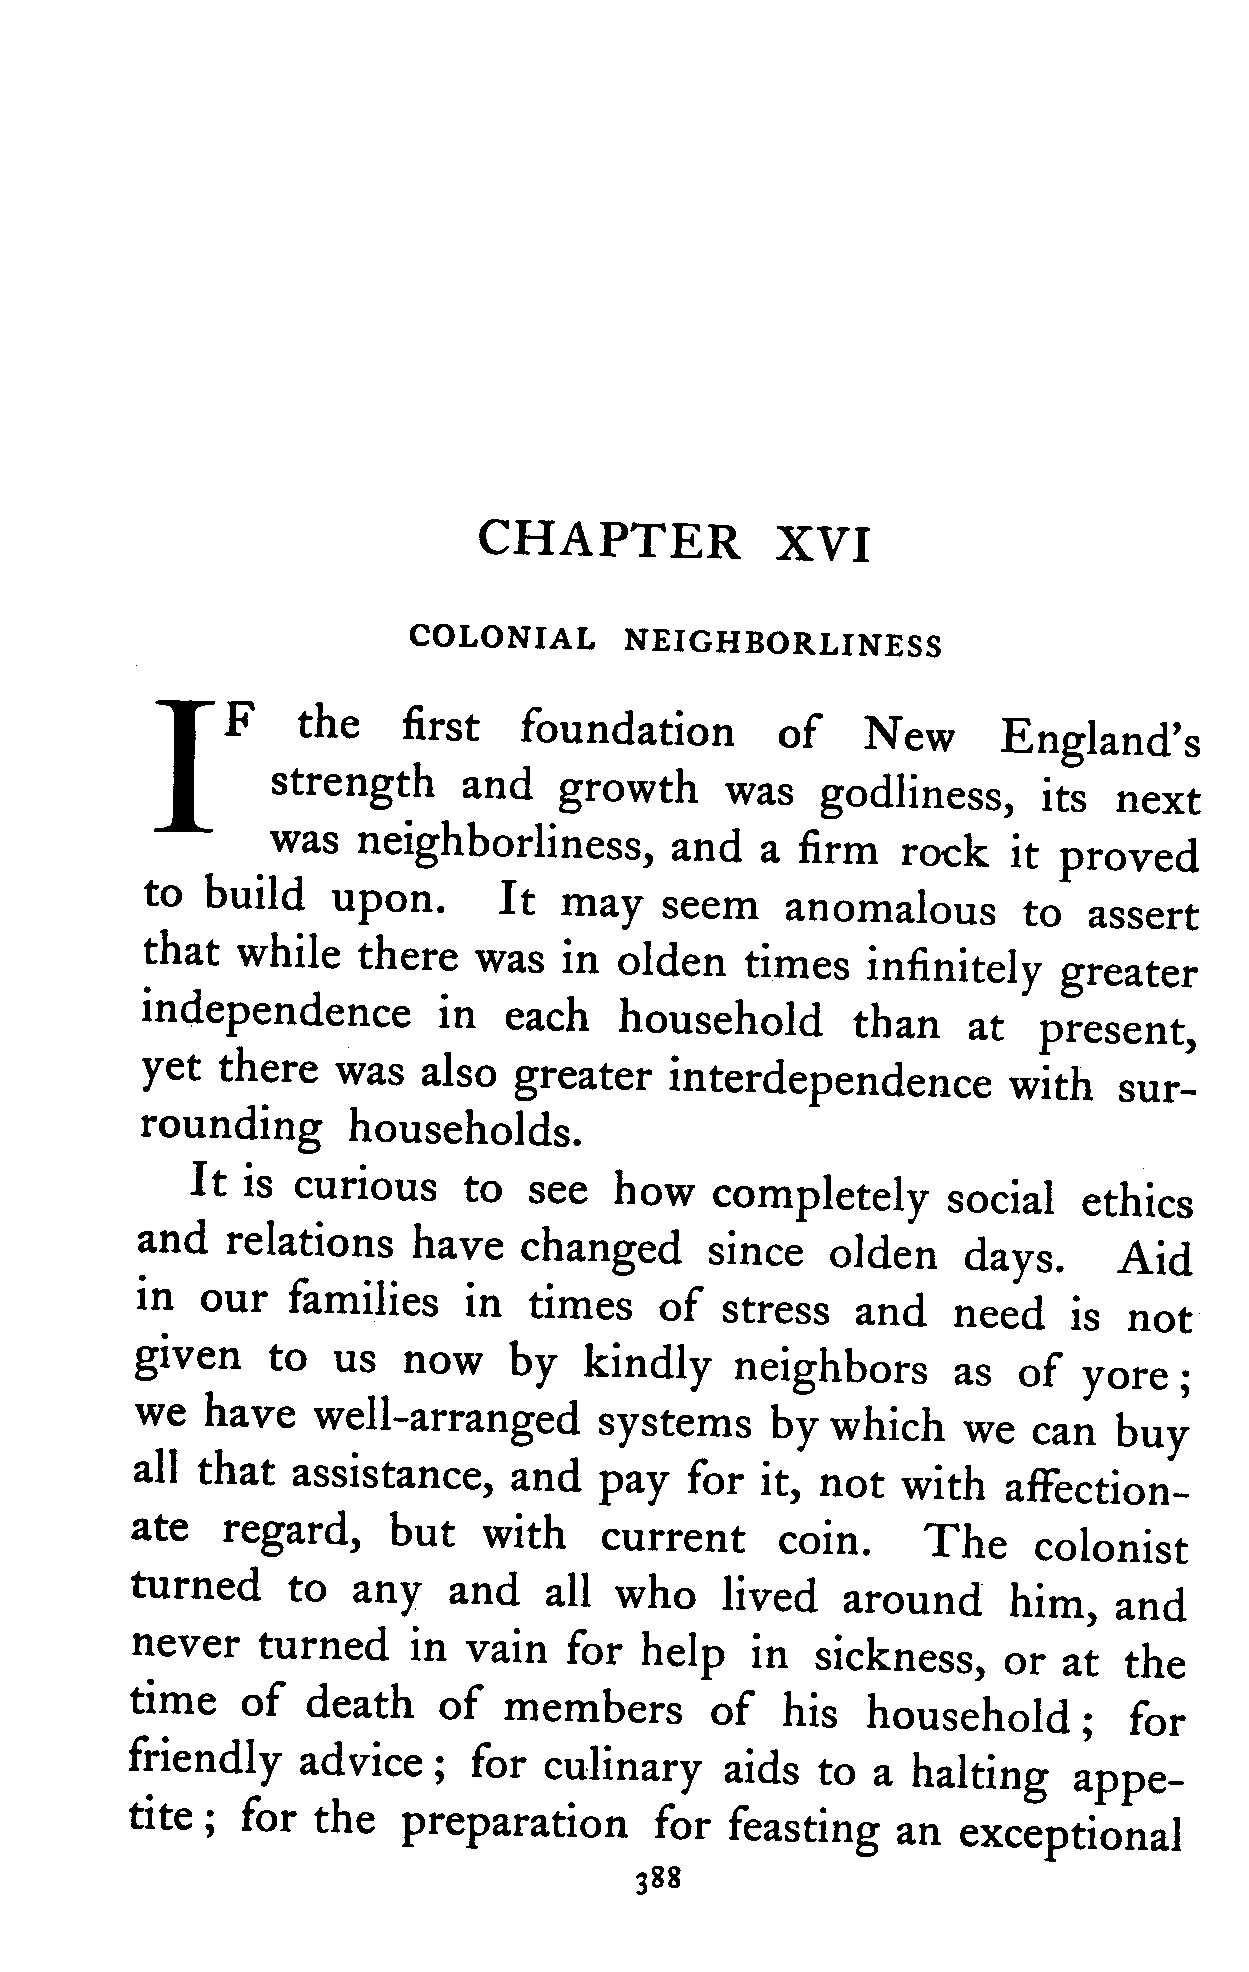 CHAPTER XVI
COLONIAL NEIGHBORLINESS
IF the first foundation of New England's
strength and growth was godliness, its next
was neighborliness, and a firm rock it proved
to build upon. It may seem anomalous to assert
that while there was in olden times infinitely greater
independence in each household than at present,
yet there was also greater interdependence with sur-
rounding households.
It is curious to see how completely social ethics
and relations have changed since olden days. Aid
in our families in times of stress and need is not
given to us now by kindly neighbors as of yore;
we have well-arranged systems by which we can buy
all that assistance, and pay for it, not with affection-
ate regard, but with current coin. The colonist
turned to any and all who lived around him, and
never turned in vain for help in sickness, or at the
time of death of members of his household; for
friendly advice; for culinary aids to a halting appe-
tite; for the preparation for feasting an exceptional
388